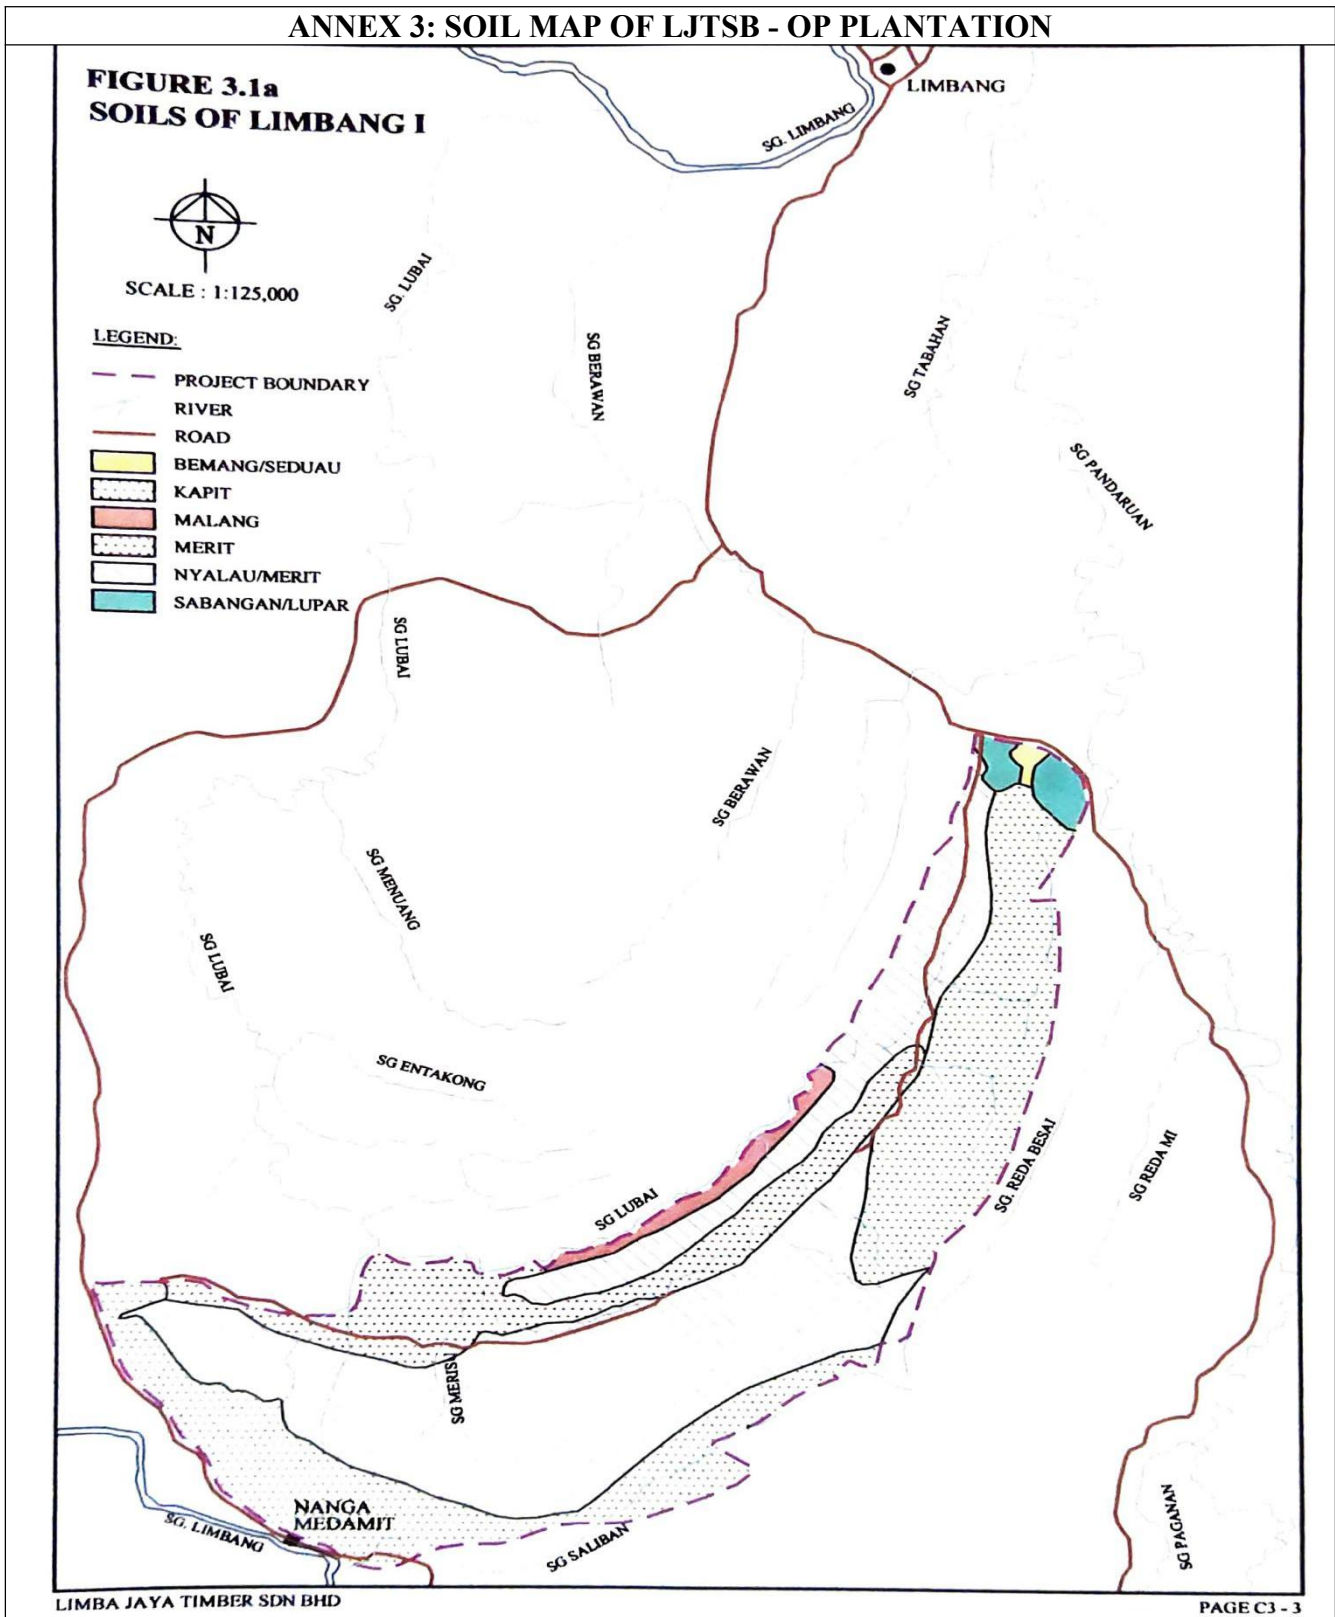 ANNEX 3: SOIL MAP OF LJTSB - OP PLANTATION
FIGURE 3.1a
SOILS OF LIMBANG I
N
SCALE : 1:125,000
LEGEND:
PROJECT BOUNDARY
RIVER
ROAD
BEMANG/SEDUAU
KAPIT
MALANG
MERIT
NYALAU/MERIT
SABANGAN/LUPAR
LIMBANG
SG. LIMBANG
SG. LUBAI
SG BERAWAN
SG TABAHAN
SG PANDARUAN
SG LUBAI
SG BERAWAN
SG MENUANG
SG LUBAI
SG ENTAKONG
SG LUBAI
SG. REDA BESAI
SG REDA MI
SG MERISU
NANGA
MEDAMIT
SG. LIMBANG
SG SALIBAN
SG PAGANAN
LIMBA JAYA TIMBER SDN BHD
PAGE C3 - 3